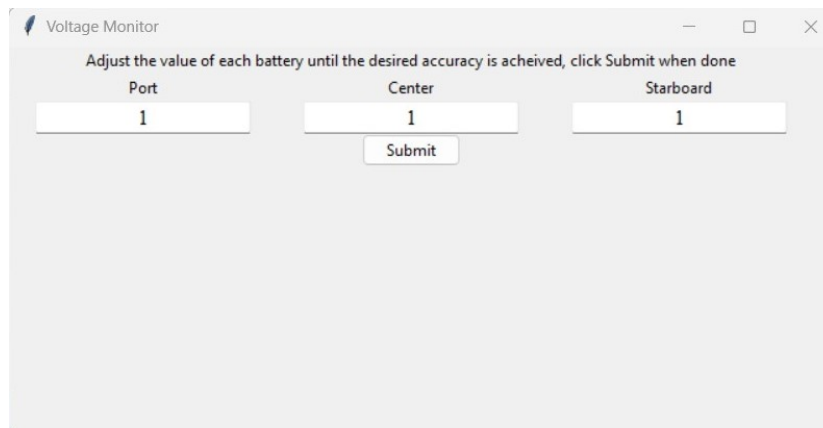 Voltage Monitor
Adjust the value of each battery until the desired accuracy is acheived, click Submit when done
Port Center Starboard
1 1 1
Submit